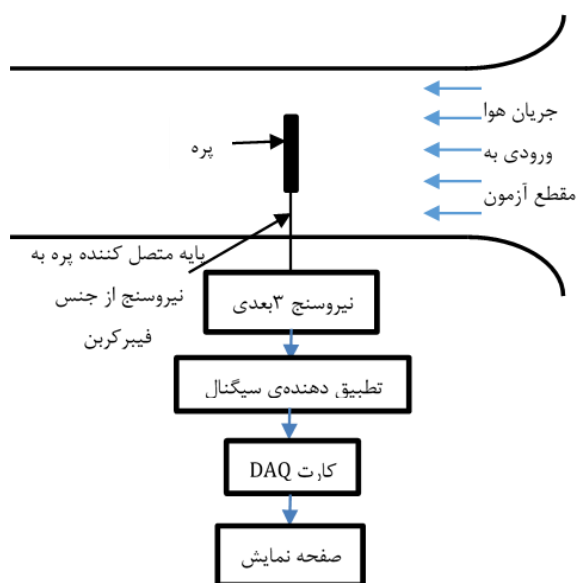 جریان هوا
ورودی به
مقطع آزمون
پره
پایه متصل کننده پره به
نیروسنج از جنس
فیبرکربن
نیروسنج ۳بعدی
تطبیق دهنده‌ی سیگنال
کارت DAQ
صفحه نمایش